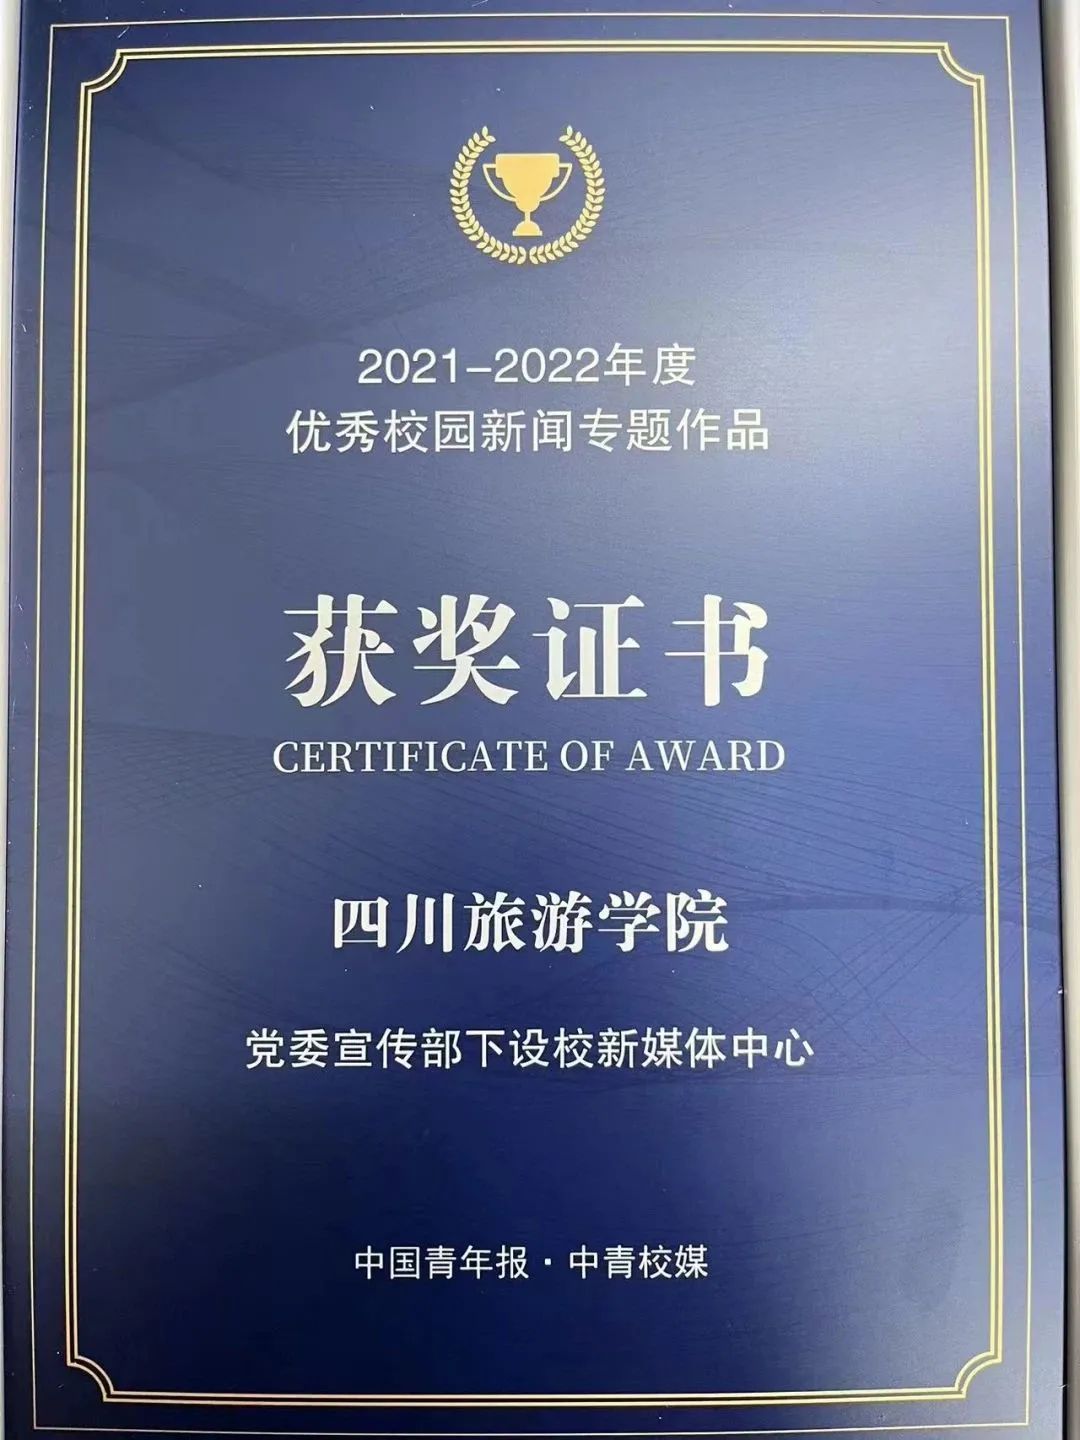 2021-2022年度
优秀校园新闻专题作品
获奖证书
CERTIFICATE OF AWARD
四川旅游学院
党委宣传部下设校新媒体中心
中国青年报·中青校媒